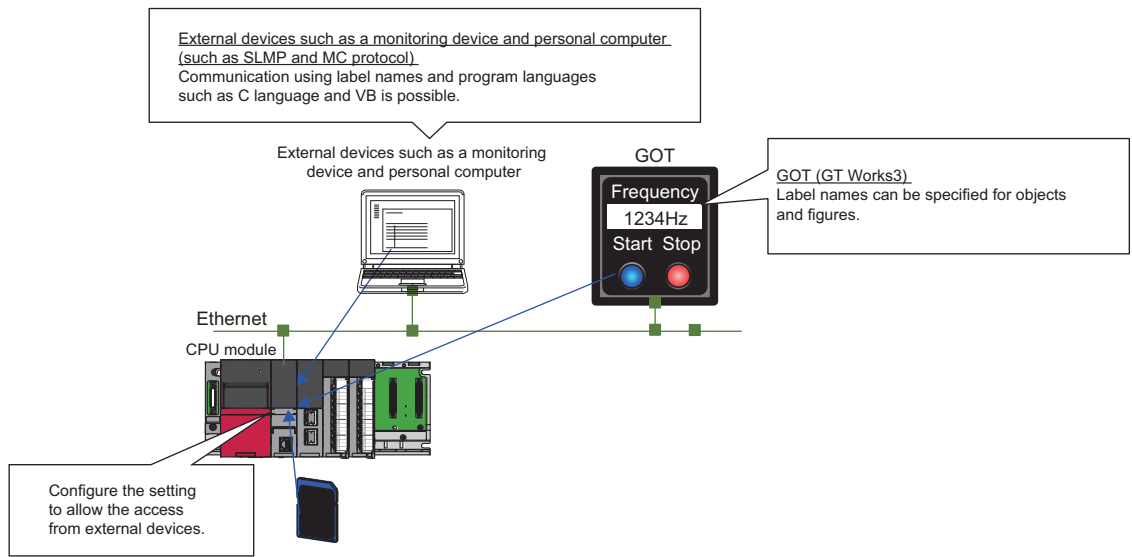 External devices such as a monitoring device and personal computer
(such as SLMP and MC protocol)
Communication using label names and program languages
such as C language and VB is possible.
External devices such as a monitoring
device and personal computer
GOT
Frequency
1234Hz
Start Stop
GOT (GT Works3)
Label names can be specified for objects
and figures.
Ethernet
CPU module
Configure the setting
to allow the access
from external devices.